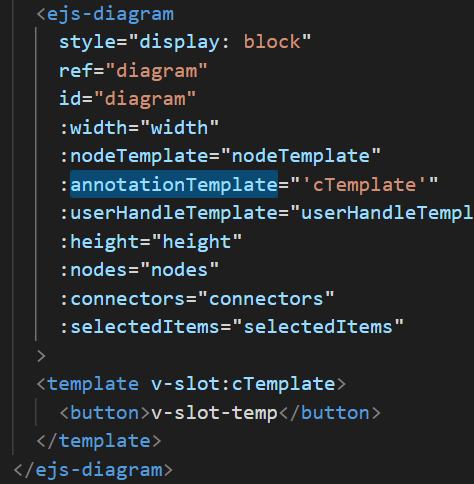 <ejs-diagram
style="display: block"
ref="diagram"
id="diagram"
:width="width"
:nodeTemplate="nodeTemplate"
:annotationTemplate="'cTemplate'"
:userHandleTemplate="userHandleTempl
:height="height"
:nodes="nodes"
:connectors="connectors"
:selectedItems="selectedItems"
>
<template v-slot:cTemplate>
<button>v-slot-temp</button>
</template>
</ejs-diagram>